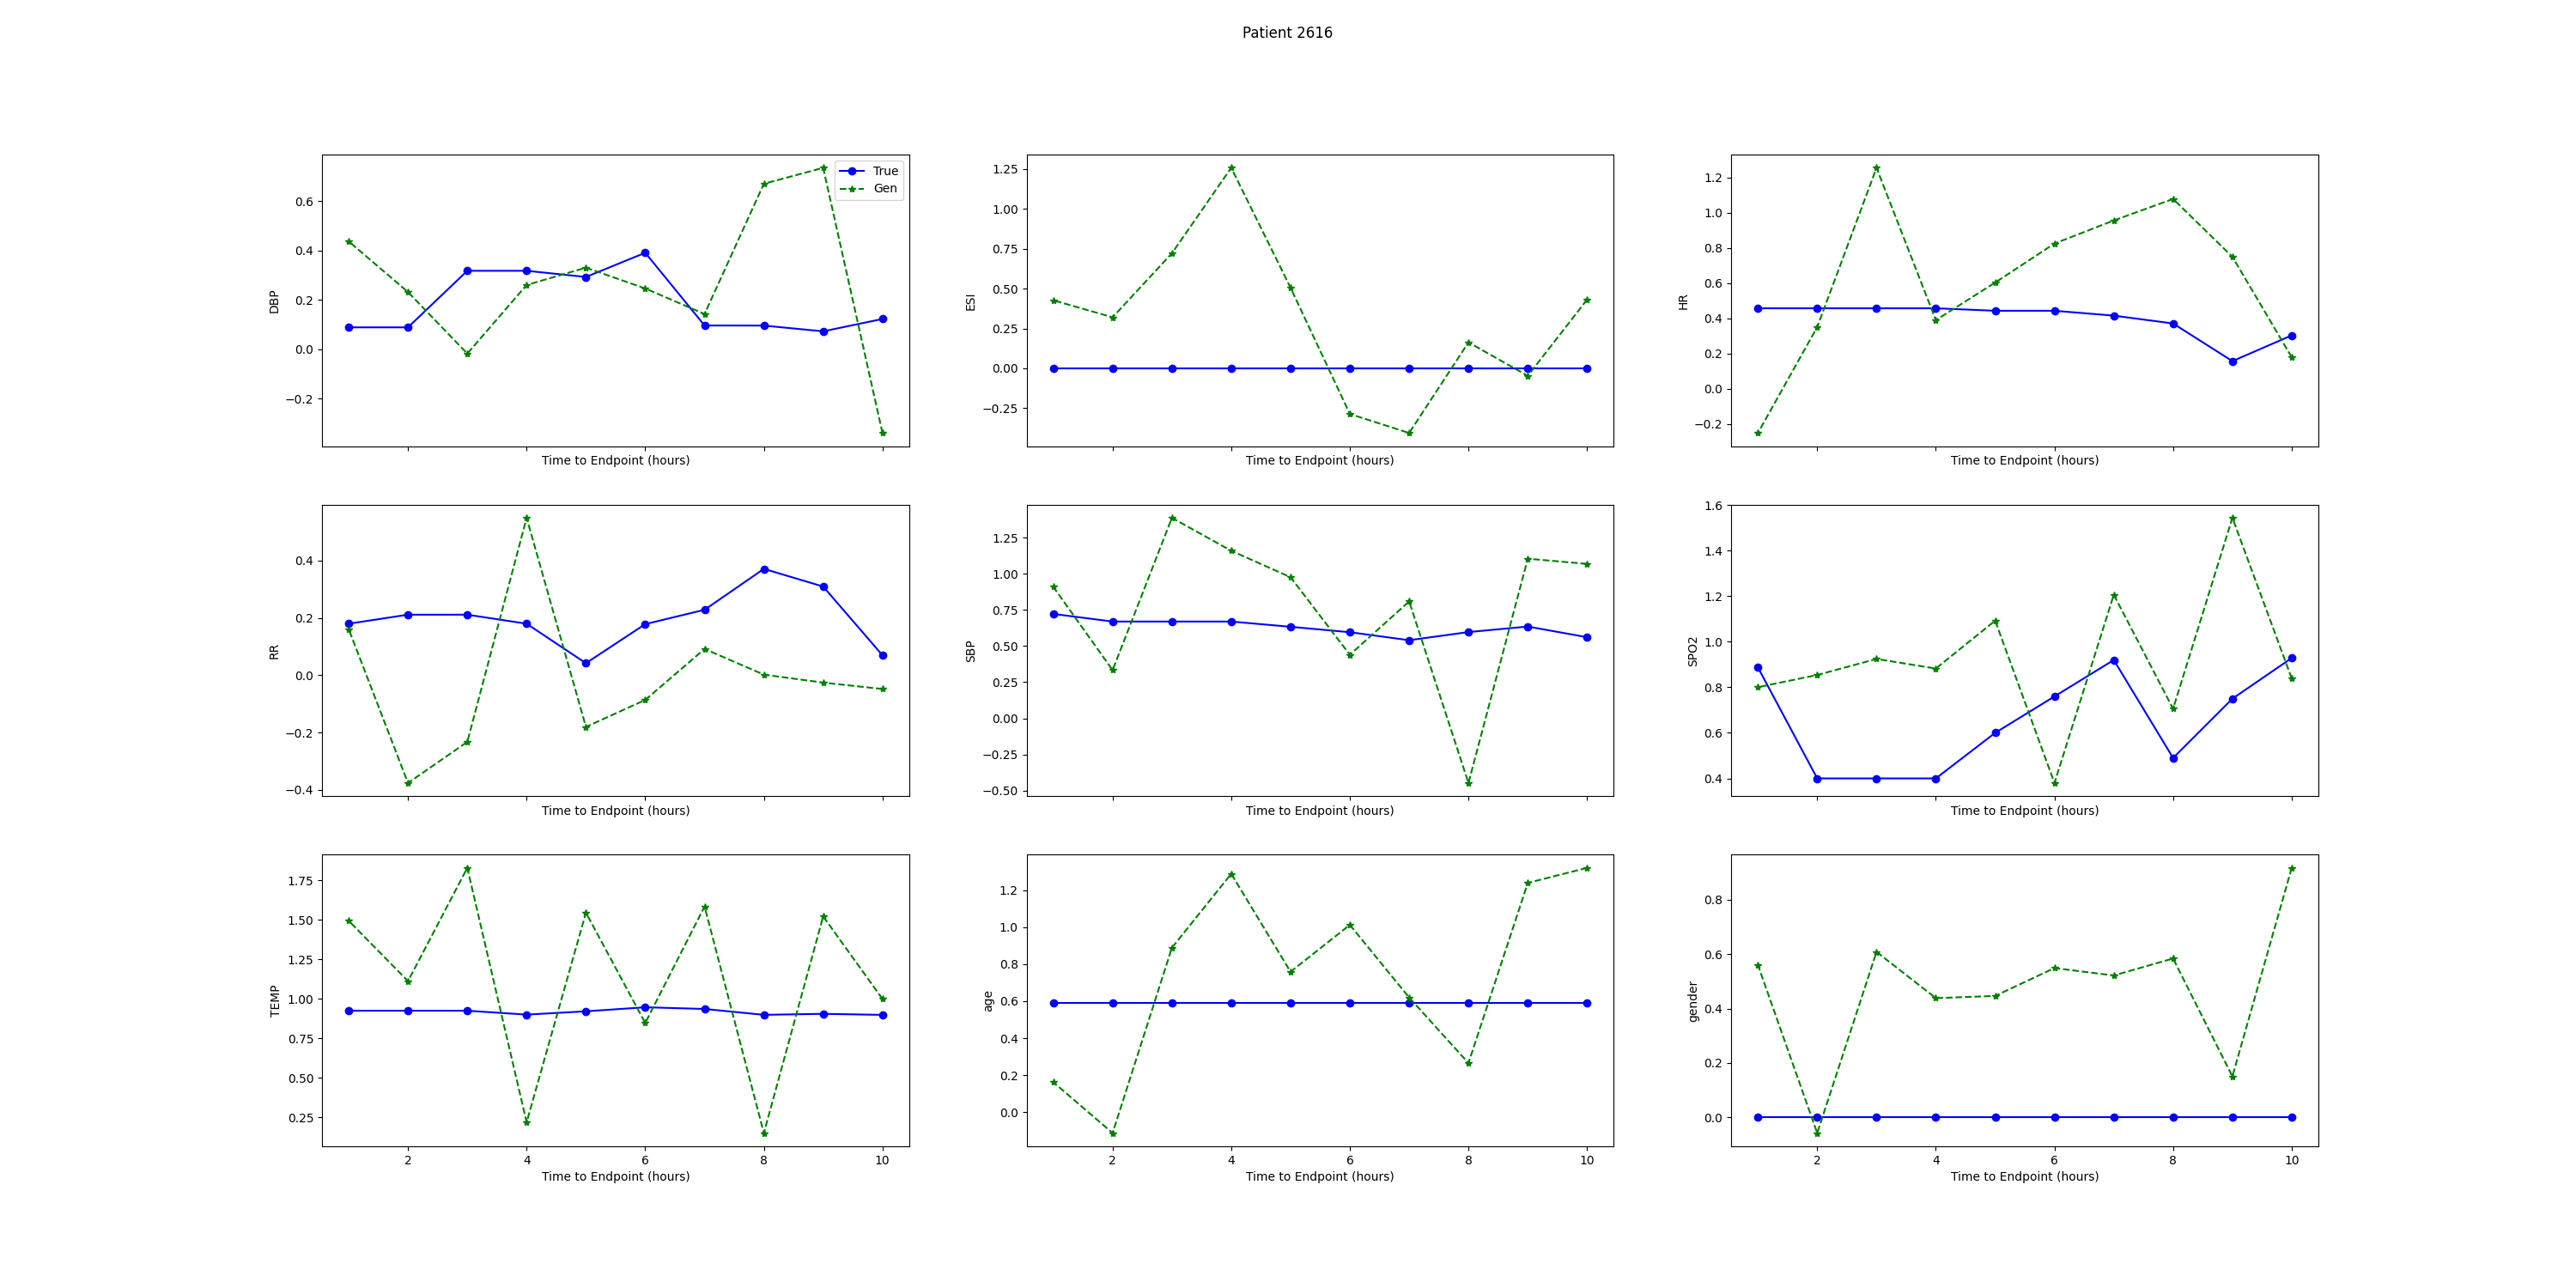 Patient 2616
True
Gen
0.6
0.4
0.2
0.0
−0.2
DBP
Time to Endpoint (hours)
1.25
1.00
0.75
0.50
0.25
0.00
−0.25
ESI
Time to Endpoint (hours)
1.2
1.0
0.8
0.6
0.4
0.2
0.0
−0.2
HR
Time to Endpoint (hours)
0.4
0.2
0.0
−0.2
−0.4
RR
Time to Endpoint (hours)
1.25
1.00
0.75
0.50
0.25
0.00
−0.25
−0.50
SBP
Time to Endpoint (hours)
1.6
1.4
1.2
1.0
0.8
0.6
0.4
SPO2
Time to Endpoint (hours)
1.75
1.50
1.25
1.00
0.75
0.50
0.25
TEMP
2 4 6 8 10
Time to Endpoint (hours)
1.2
1.0
0.8
0.6
0.4
0.2
0.0
age
2 4 6 8 10
Time to Endpoint (hours)
0.8
0.6
0.4
0.2
0.0
gender
2 4 6 8 10
Time to Endpoint (hours)